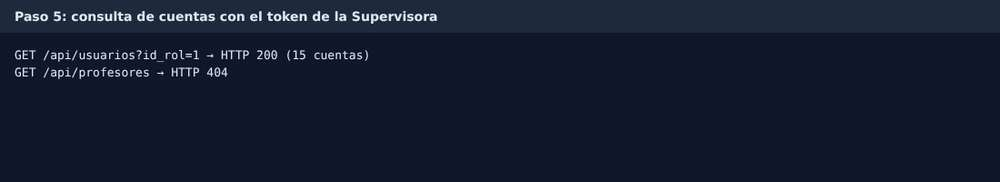 Paso 5: consulta de cuentas con el token de la Supervisora
GET /api/usuarios?id_rol=1 → HTTP 200 (15 cuentas)
GET /api/profesores → HTTP 404